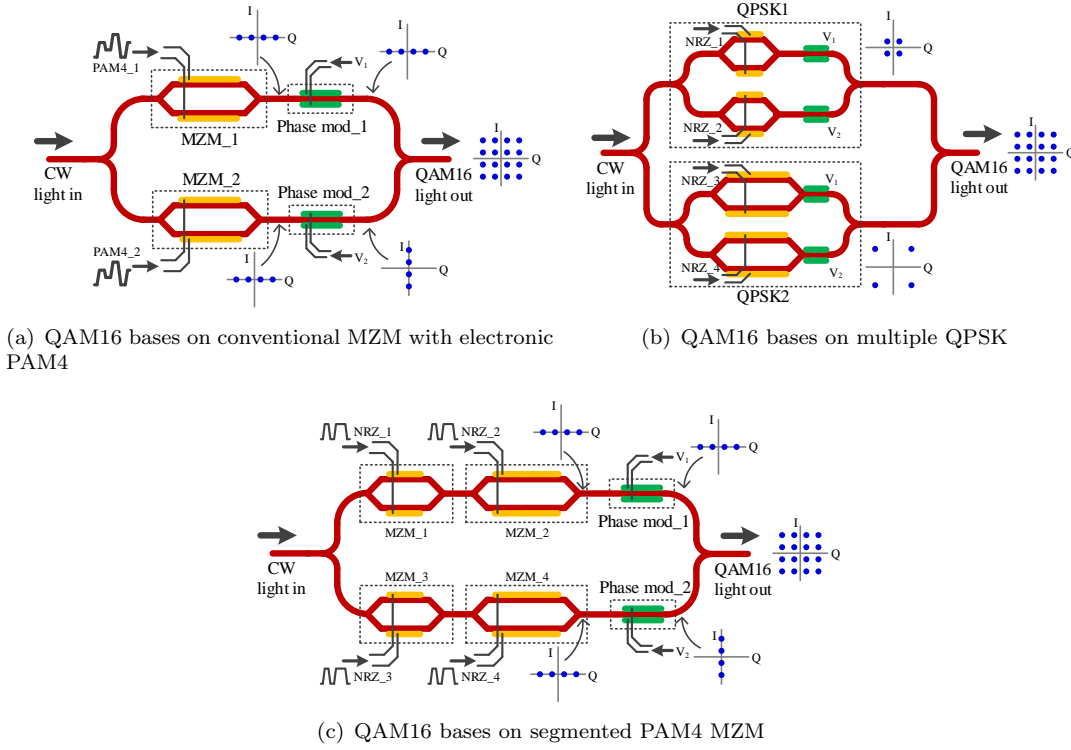 PAM4_1
I
Q
I
Q
V₁
MZM_1
Phase mod_1
CW
light in
I
Q
QAM16
light out
MZM_2
Phase mod_2
PAM4_2
I
Q
V₂
I
Q
(a) QAM16 bases on conventional MZM with electronic
PAM4
QPSK1
NRZ_1
V₁
I
Q
NRZ_2
V₂
CW
light in
I
Q
QAM16
light out
NRZ_3
V₁
NRZ_4
V₂
I
Q
QPSK2
(b) QAM16 bases on multiple QPSK
NRZ_1
NRZ_2
I
Q
V₁
I
Q
MZM_1
MZM_2
Phase mod_1
CW
light in
I
Q
QAM16
light out
MZM_3
MZM_4
Phase mod_2
NRZ_3
NRZ_4
I
Q
V₂
I
Q
(c) QAM16 bases on segmented PAM4 MZM